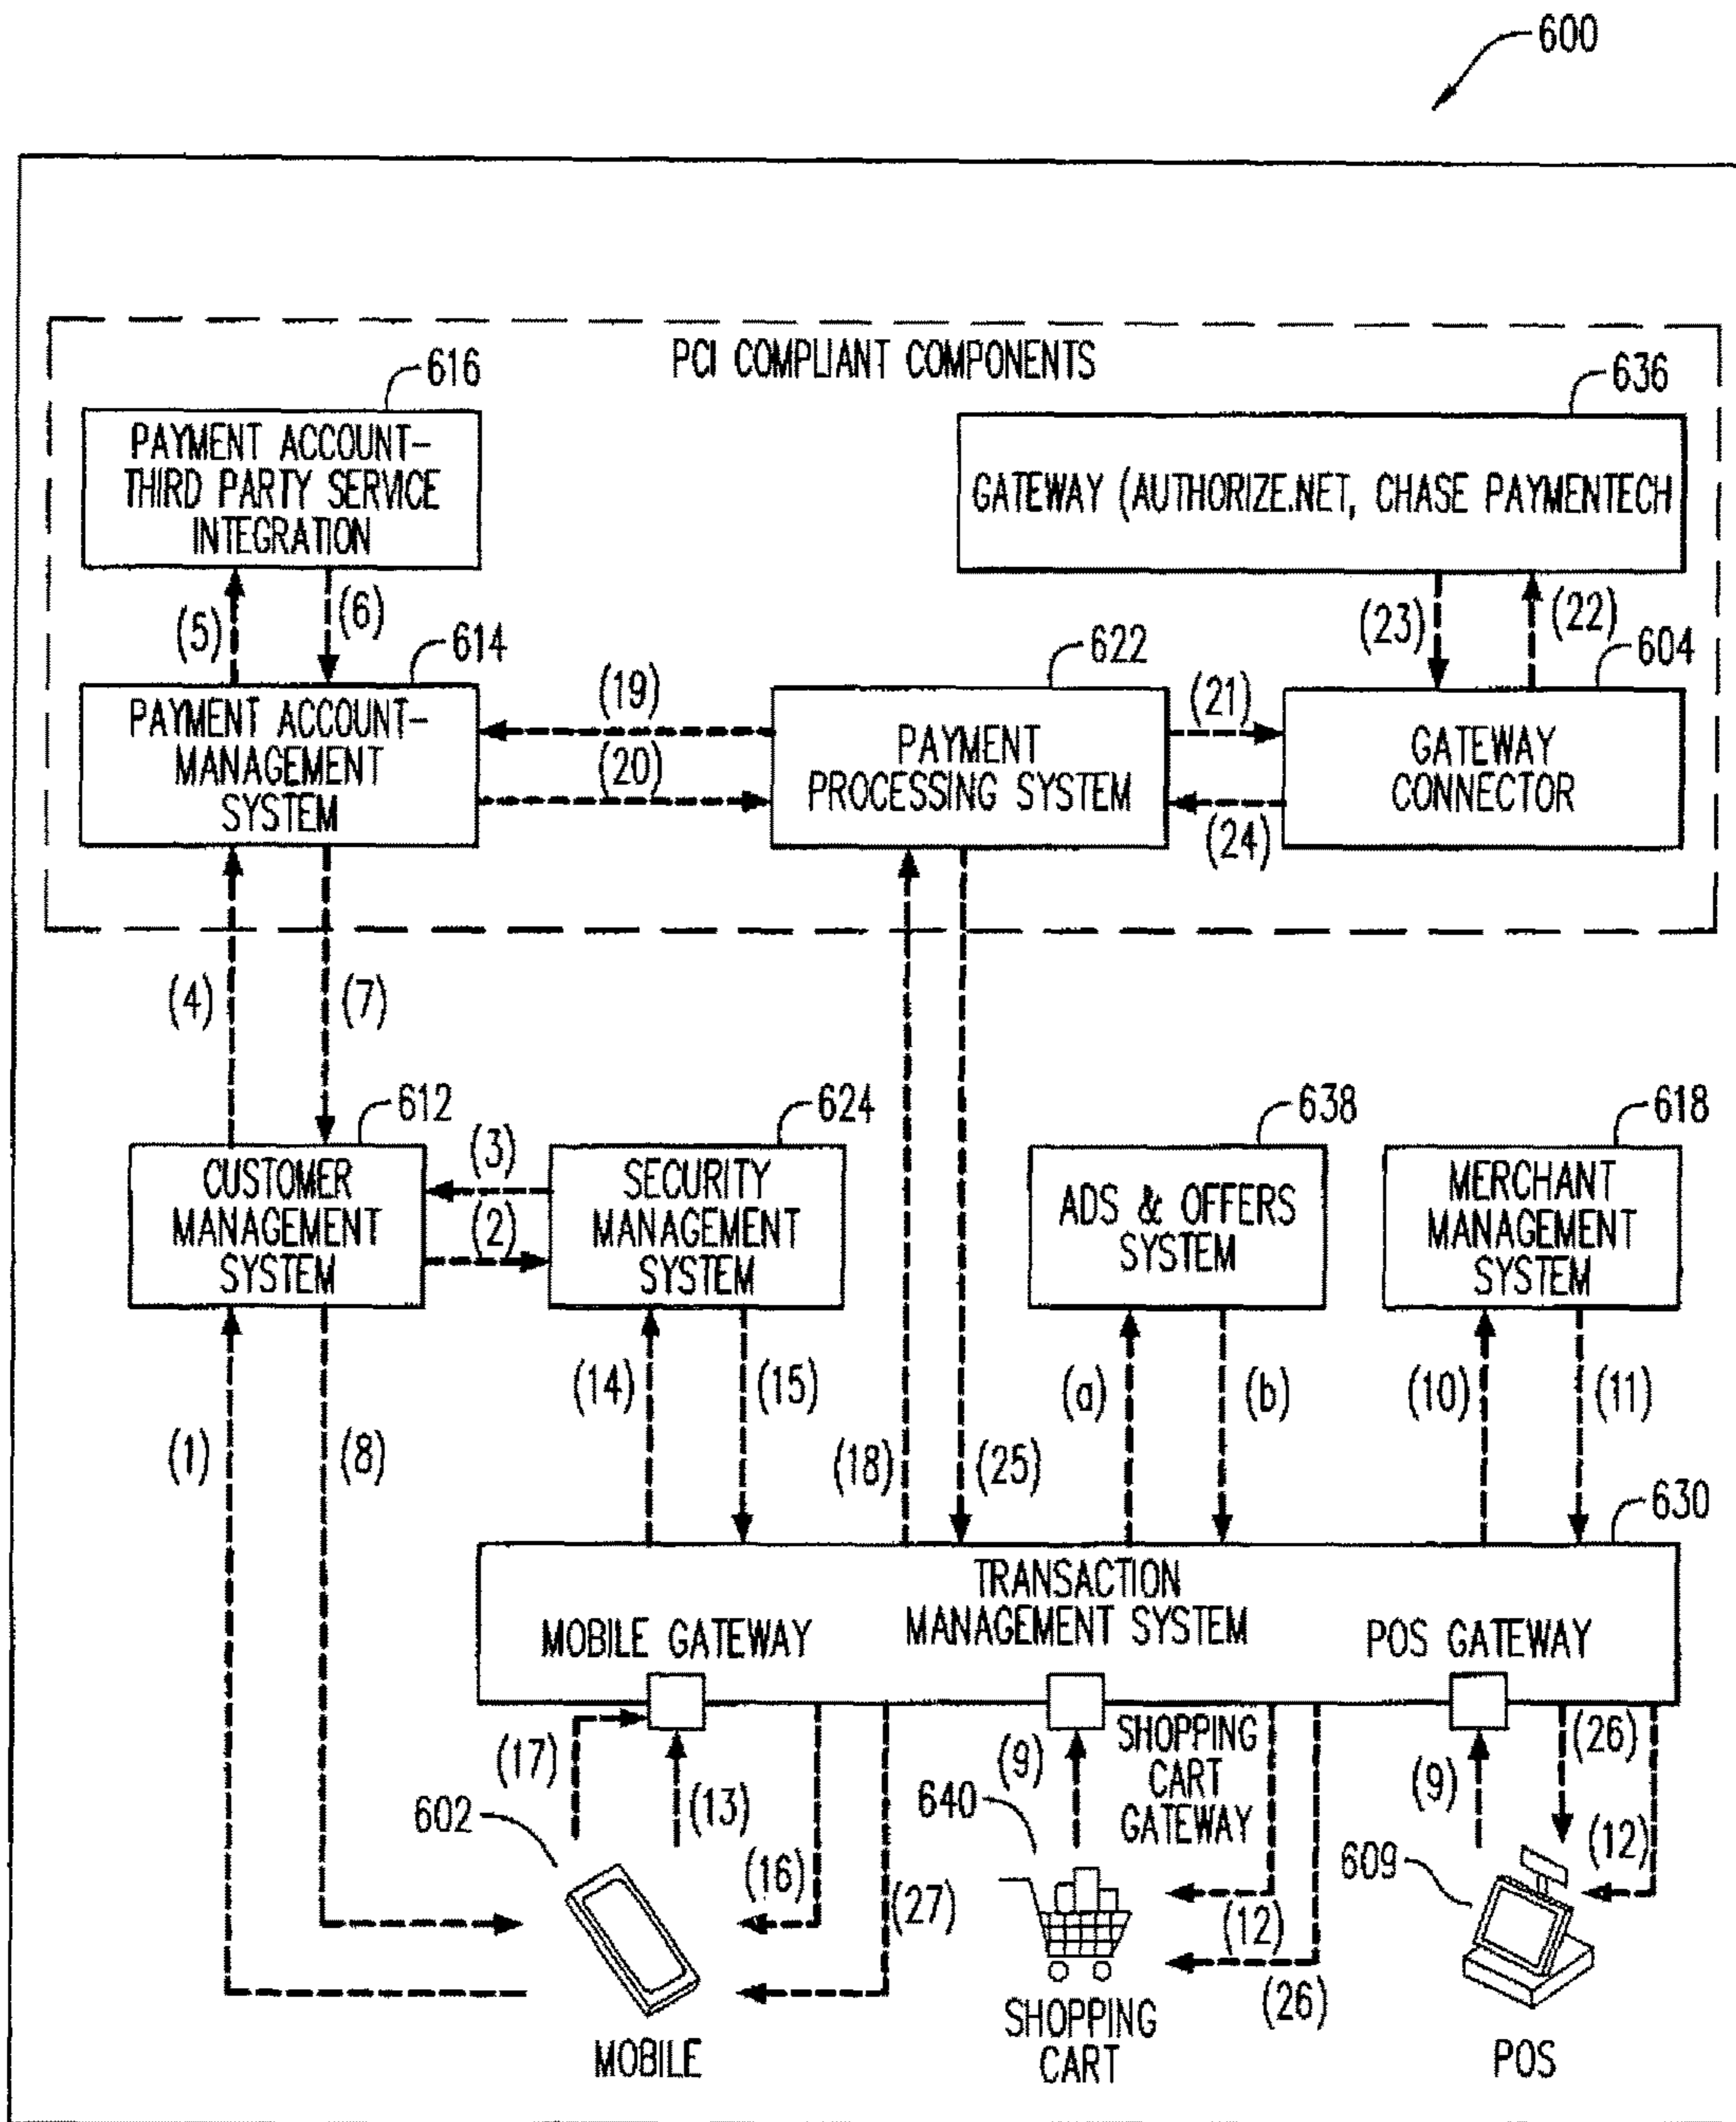 600
PCI COMPLIANT COMPONENTS
616
PAYMENT ACCOUNT-
THIRD PARTY SERVICE
INTEGRATION
636
GATEWAY (AUTHORIZE.NET, CHASE PAYMENTECH
(5)
(6)
(23)
(22)
614
PAYMENT ACCOUNT-
MANAGEMENT
SYSTEM
(19)
(20)
622
PAYMENT
PROCESSING SYSTEM
(21)
(24)
604
GATEWAY
CONNECTOR
(4)
(7)
612
CUSTOMER
MANAGEMENT
SYSTEM
(3)
(2)
624
SECURITY
MANAGEMENT
SYSTEM
638
ADS & OFFERS
SYSTEM
618
MERCHANT
MANAGEMENT
SYSTEM
(1)
(8)
(14)
(15)
(18)
(25)
(a)
(b)
(10)
(11)
630
TRANSACTION
MANAGEMENT SYSTEM
MOBILE GATEWAY
POS GATEWAY
(17)
(13)
(16)
(27)
(9)
SHOPPING
CART
GATEWAY
(9)
(26)
(12)
602
640
609
(12)
(26)
MOBILE
SHOPPING
CART
POS